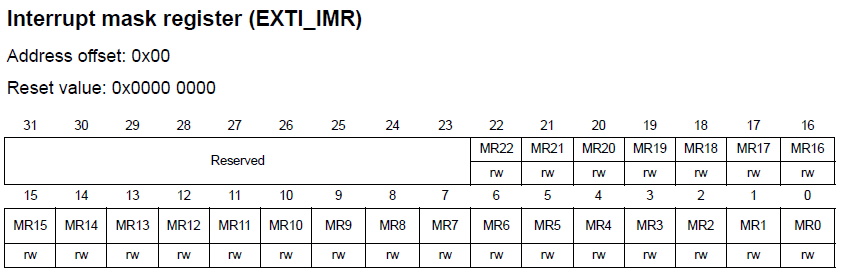 Interrupt mask register (EXTI_IMR)
Address offset: 0x00
Reset value: 0x0000 0000
31 30 29 28 27 26 25 24 23 22 21 20 19 18 17 16
Reserved MR22 MR21 MR20 MR19 MR18 MR17 MR16
rw rw rw rw rw rw rw
15 14 13 12 11 10 9 8 7 6 5 4 3 2 1 0
MR15 MR14 MR13 MR12 MR11 MR10 MR9 MR8 MR7 MR6 MR5 MR4 MR3 MR2 MR1 MR0
rw rw rw rw rw rw rw rw rw rw rw rw rw rw rw rw